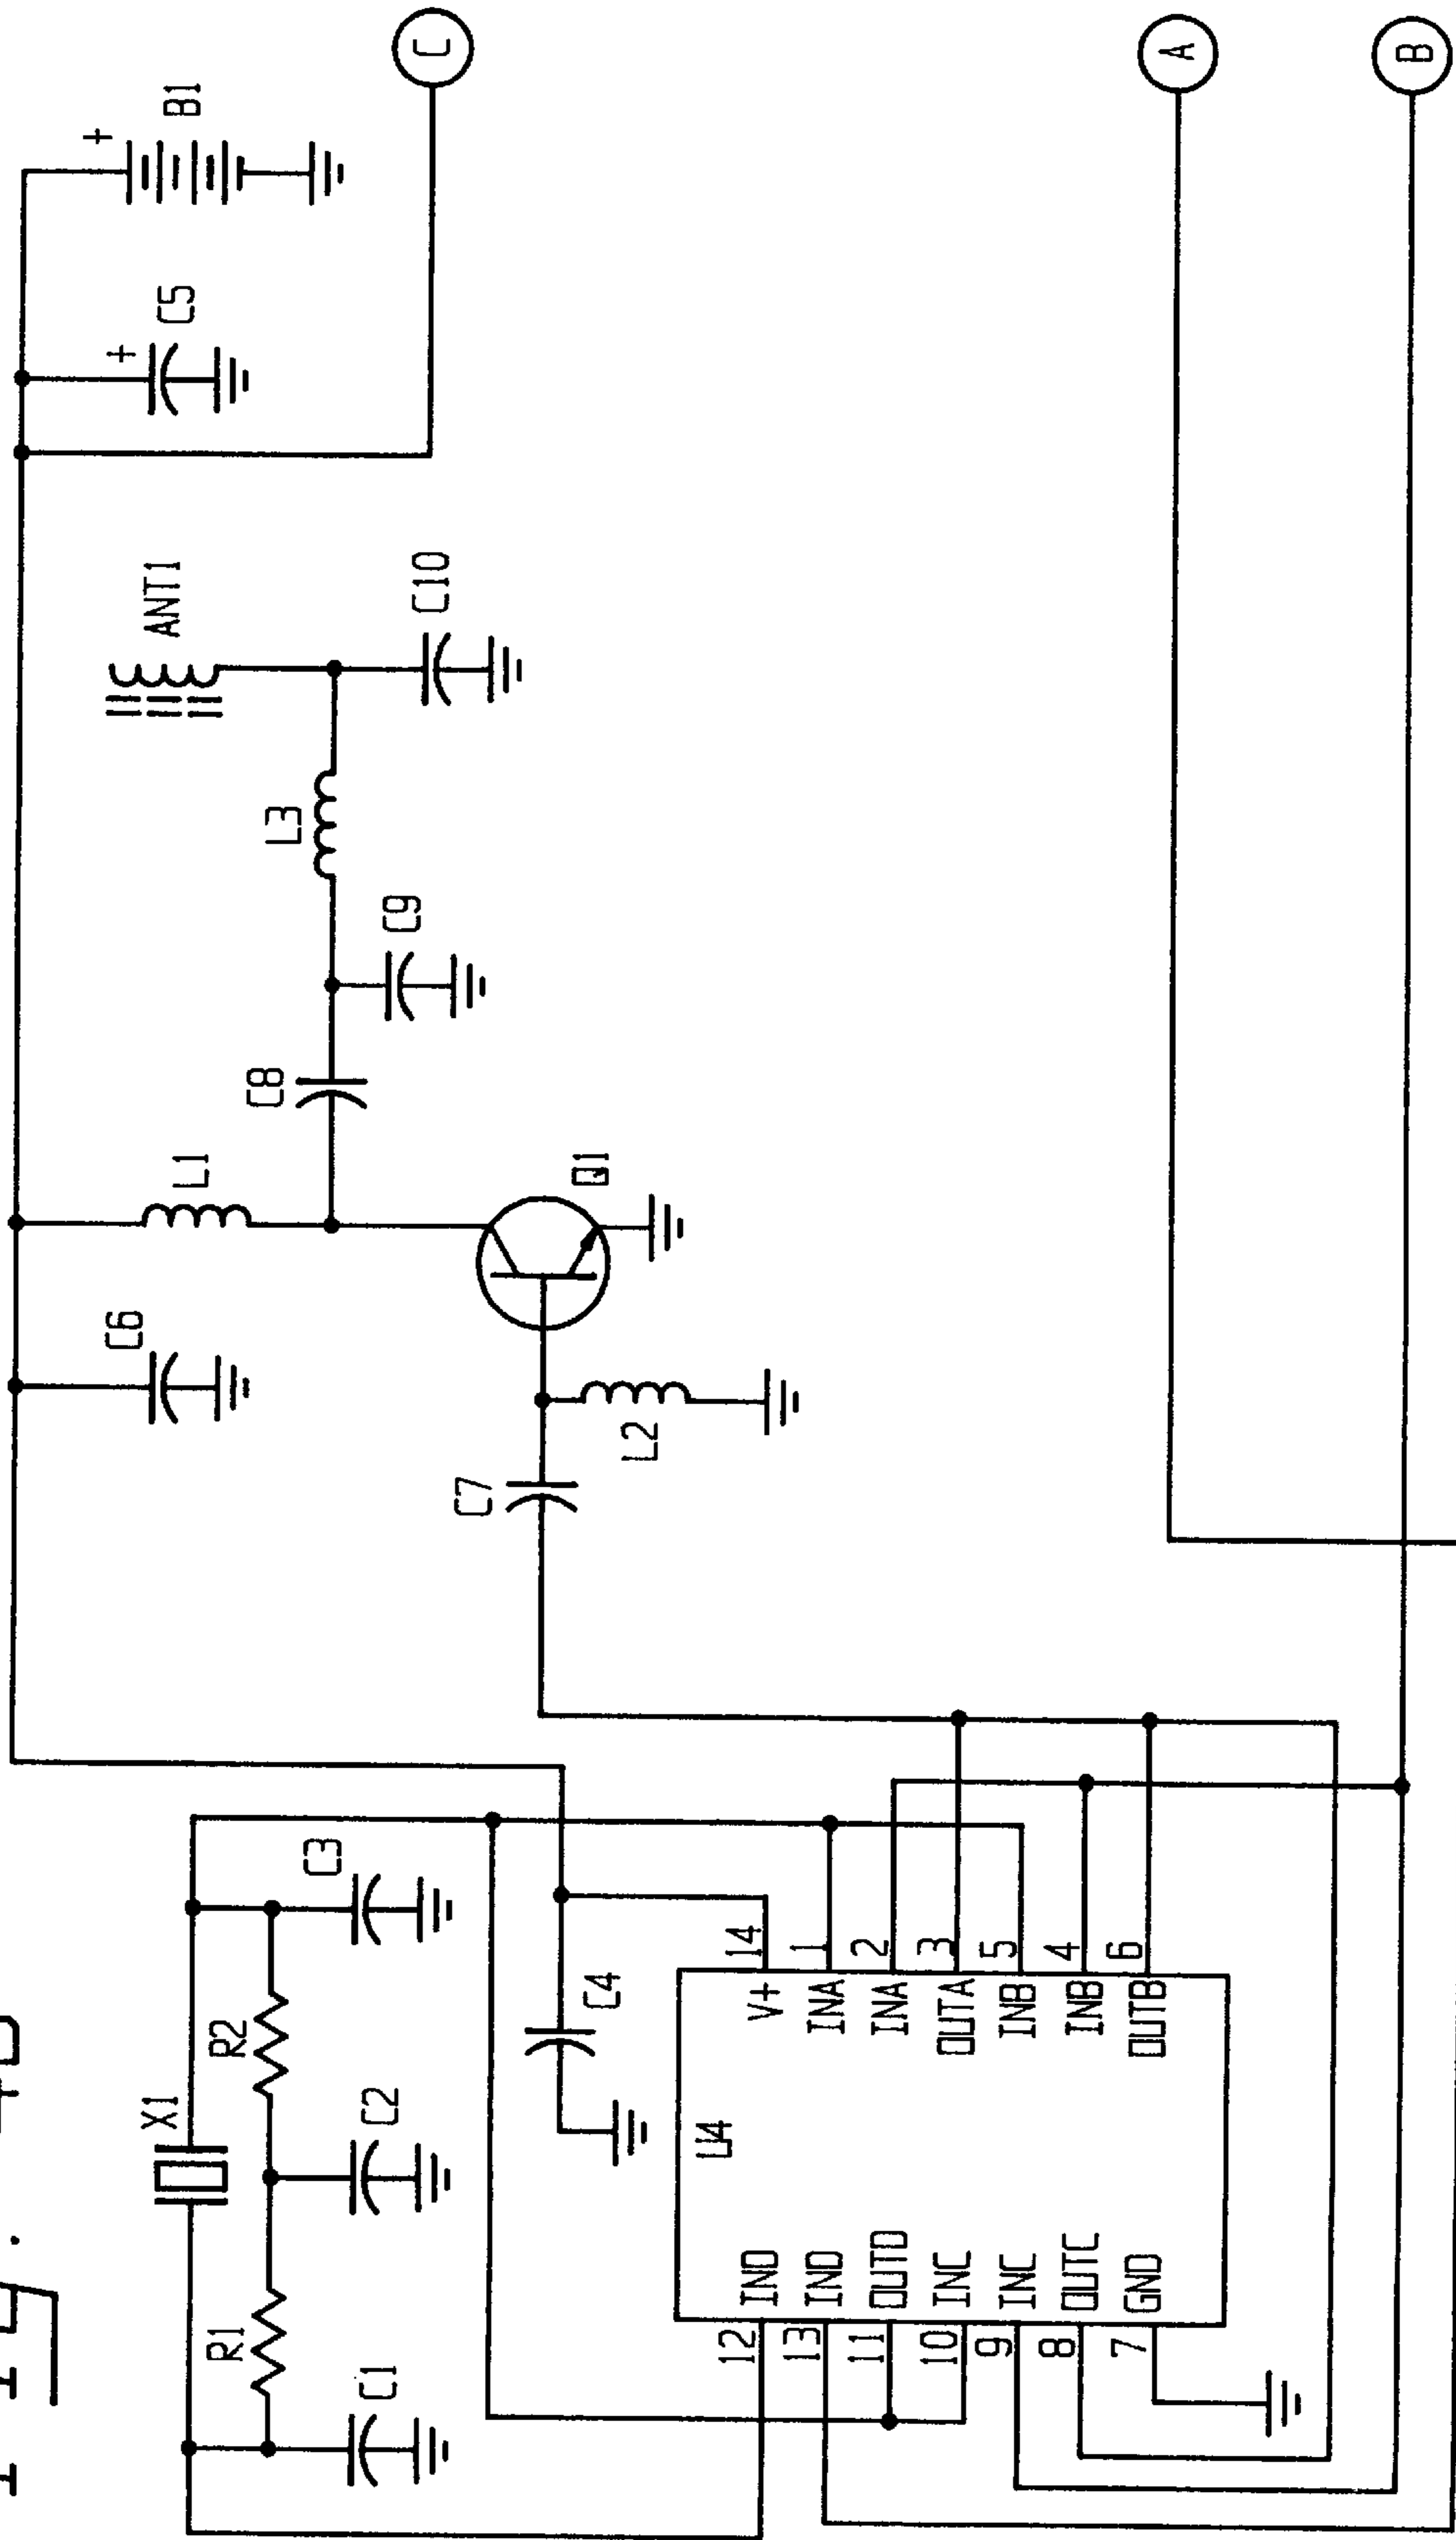 X1
C6
L1
ANT1
+
C5
+
B1
R1
R2
C8
L3
C1
C2
C3
C9
C10
C
C7
Q1
C4
L2
U4
12 IND
V+ 14
13 IND
INA 1
11 OUTD
INA 2
10 INC
OUTA 3
9 INC
INB 5
8 OUTC
INB 4
7 GND
OUTB 6
A
B